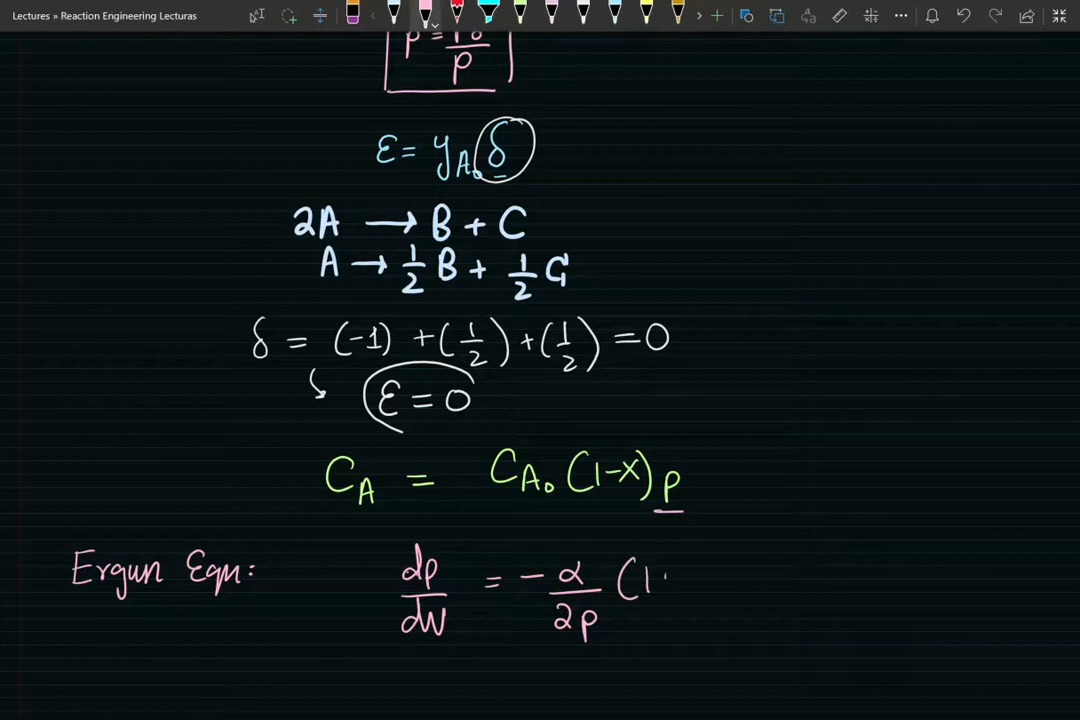 Lectures » Reaction Engineering Lecturas
p = P₀/P
ε = y_A₀ δ
2A → B + C
A → 1/2 B + 1/2 C
δ = (-1) + (1/2) + (1/2) = 0
ε = 0
C_A = C_A₀ (1-X) p
Ergun Eqn: dp/dW = - α/2p (1